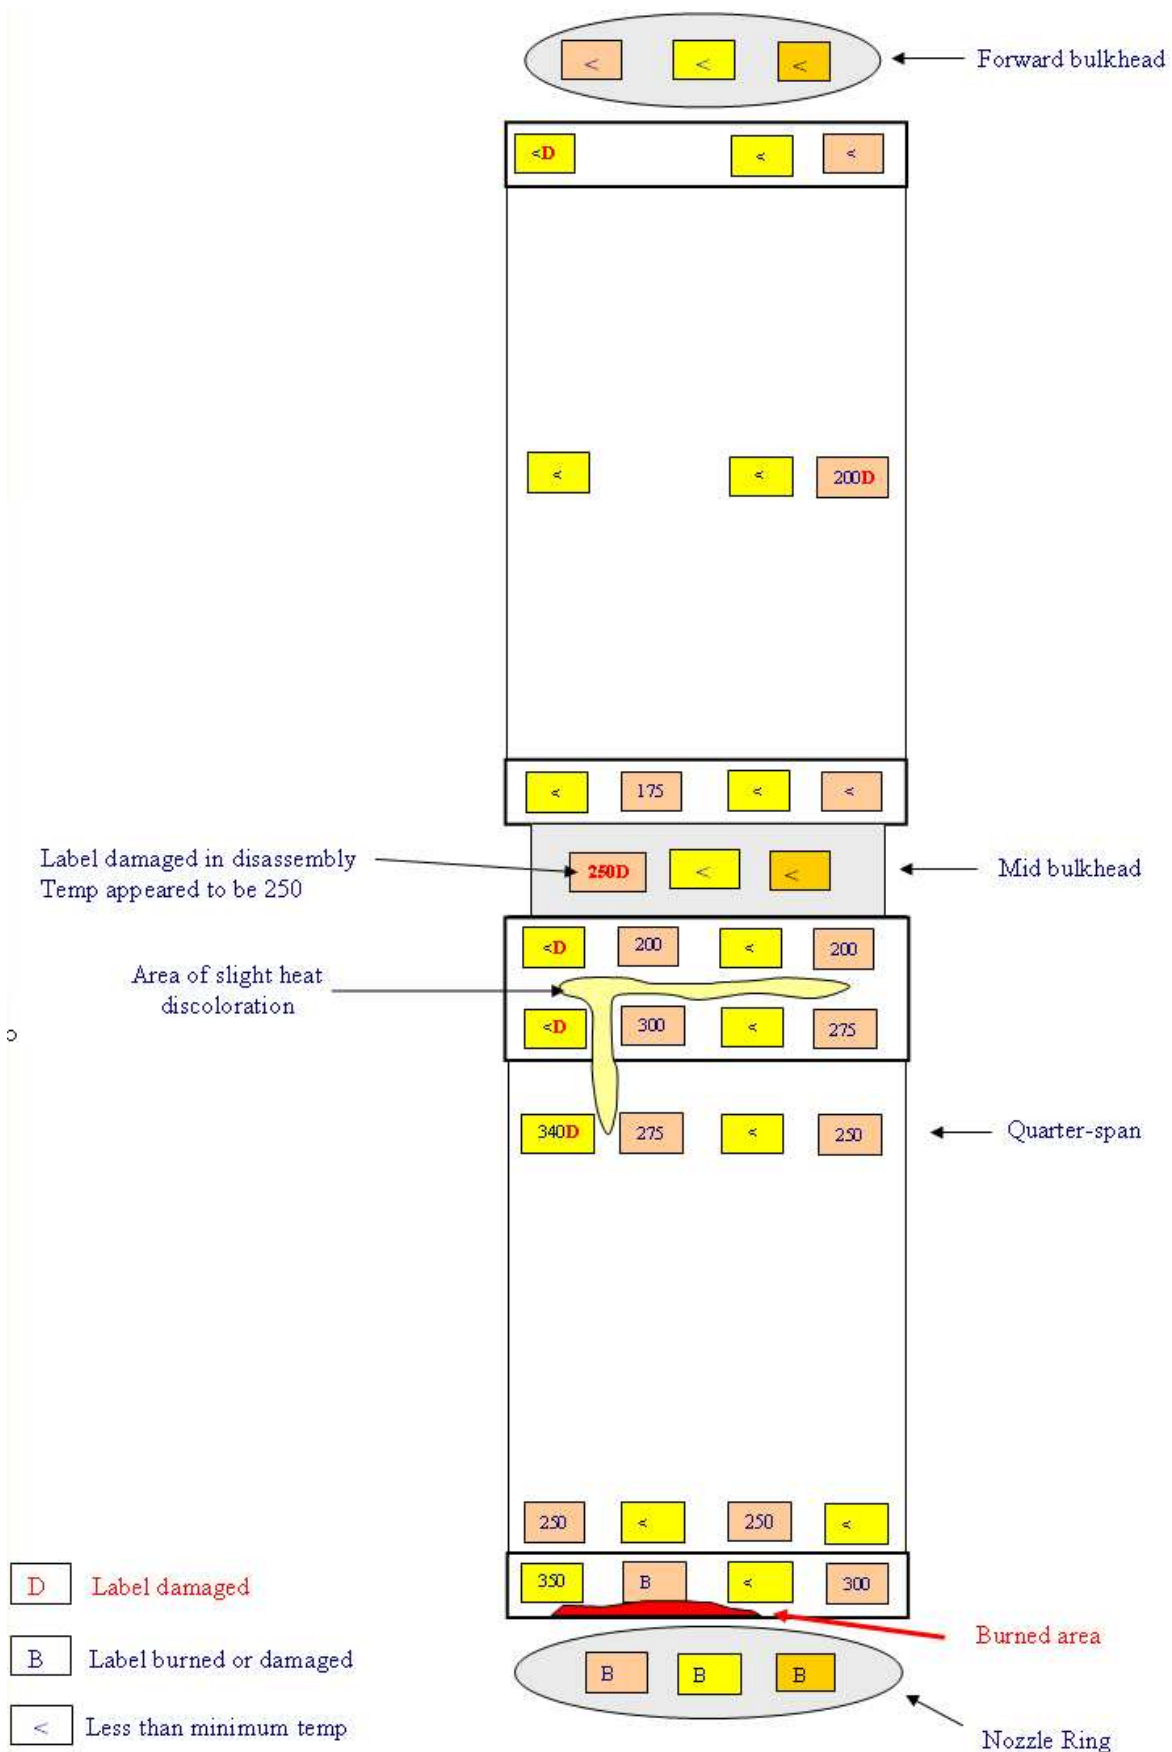 < < <
Forward bulkhead
<D < <
< < 200D
< 175 < <
Label damaged in disassembly
Temp appeared to be 250
250D < <
Mid bulkhead
<D 200 < 200
Area of slight heat
discoloration
<D 300 < 275
340D 275 < 250
Quarter-span
250 < 250 <
350 B < 300
D Label damaged
Burned area
B Label burned or damaged
B B B
< Less than minimum temp
Nozzle Ring